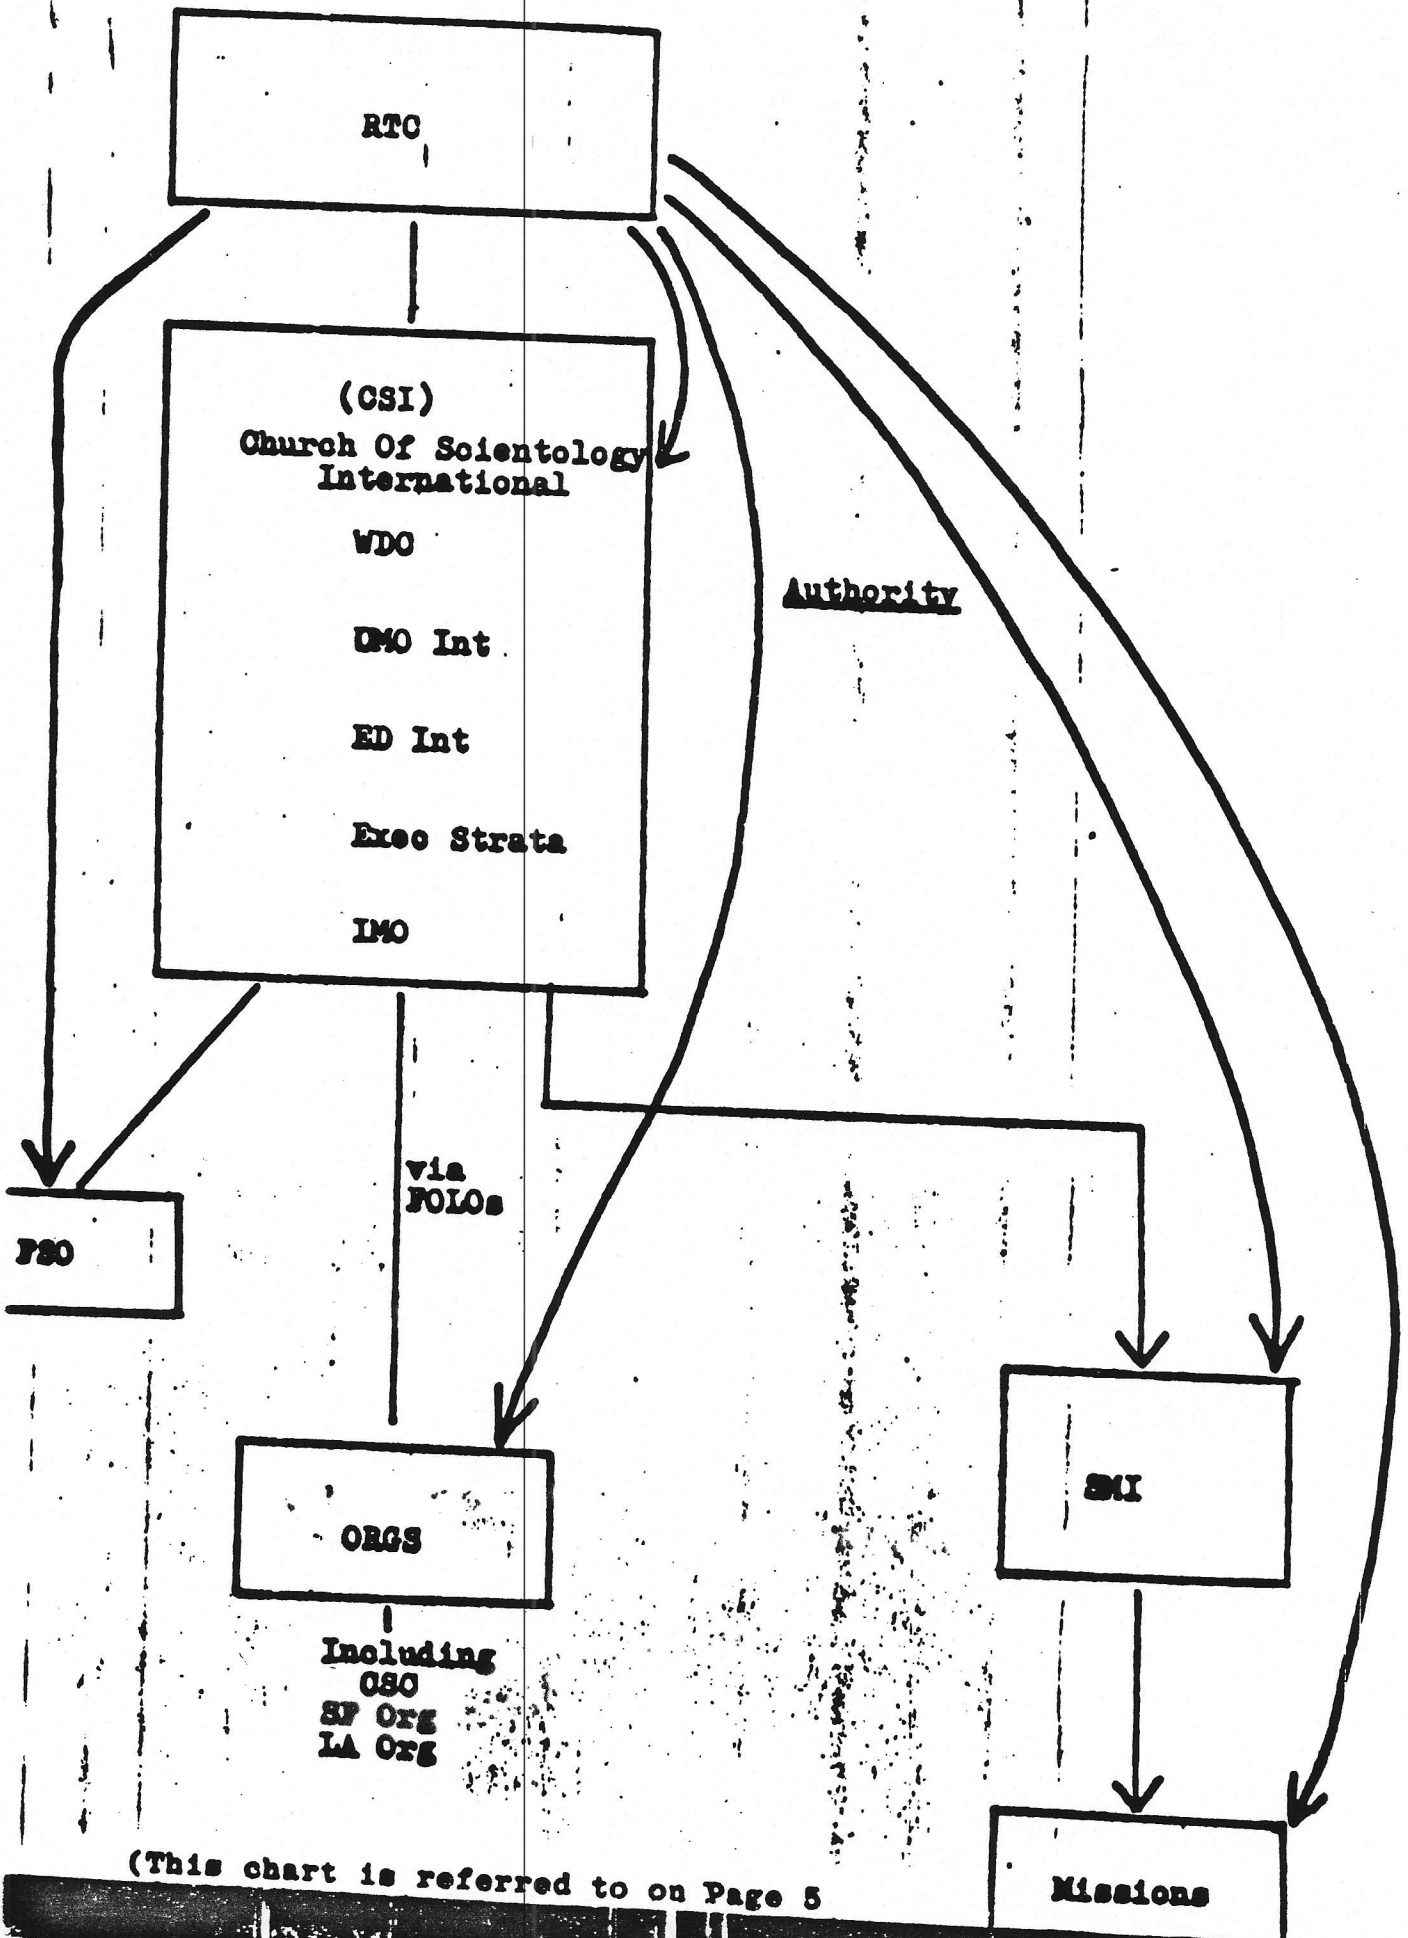 RTC
(CSI)
Church Of Scientology
International
WDC
CMO Int
ED Int
Exec Strata
IMO
Authority
via
FOLOs
FSO
ORGS
SMI
Including
CSC
SF Org
LA Org
Missions
(This chart is referred to on Page 5